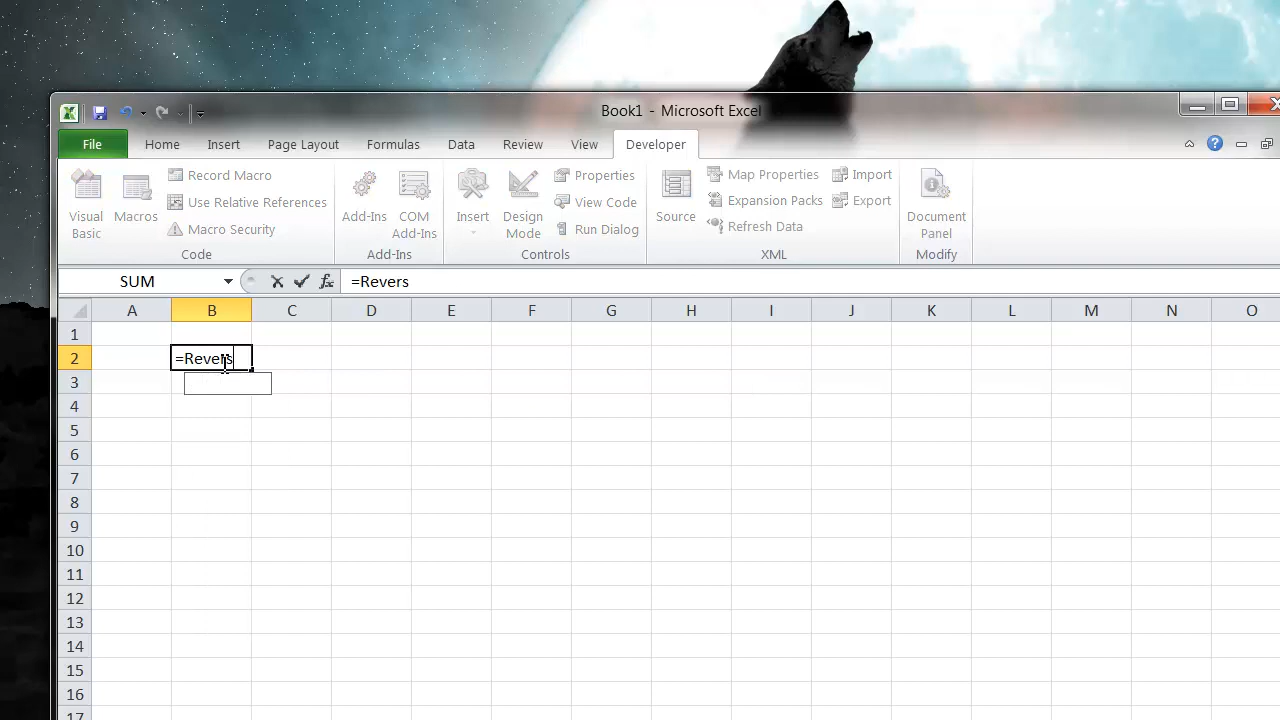 Book1 - Microsoft Excel
File Home Insert Page Layout Formulas Data Review View Developer
Visual Basic
Macros
Record Macro
Use Relative References
Macro Security
Code
Add-Ins
COM Add-Ins
Add-Ins
Insert
Design Mode
Properties
View Code
Run Dialog
Controls
Source
Map Properties
Expansion Packs
Refresh Data
Import
Export
XML
Document Panel
Modify
SUM fx =Revers
A B C D E F G H I J K L M N O
1
2 =Revers
3
4
5
6
7
8
9
10
11
12
13
14
15
16
17